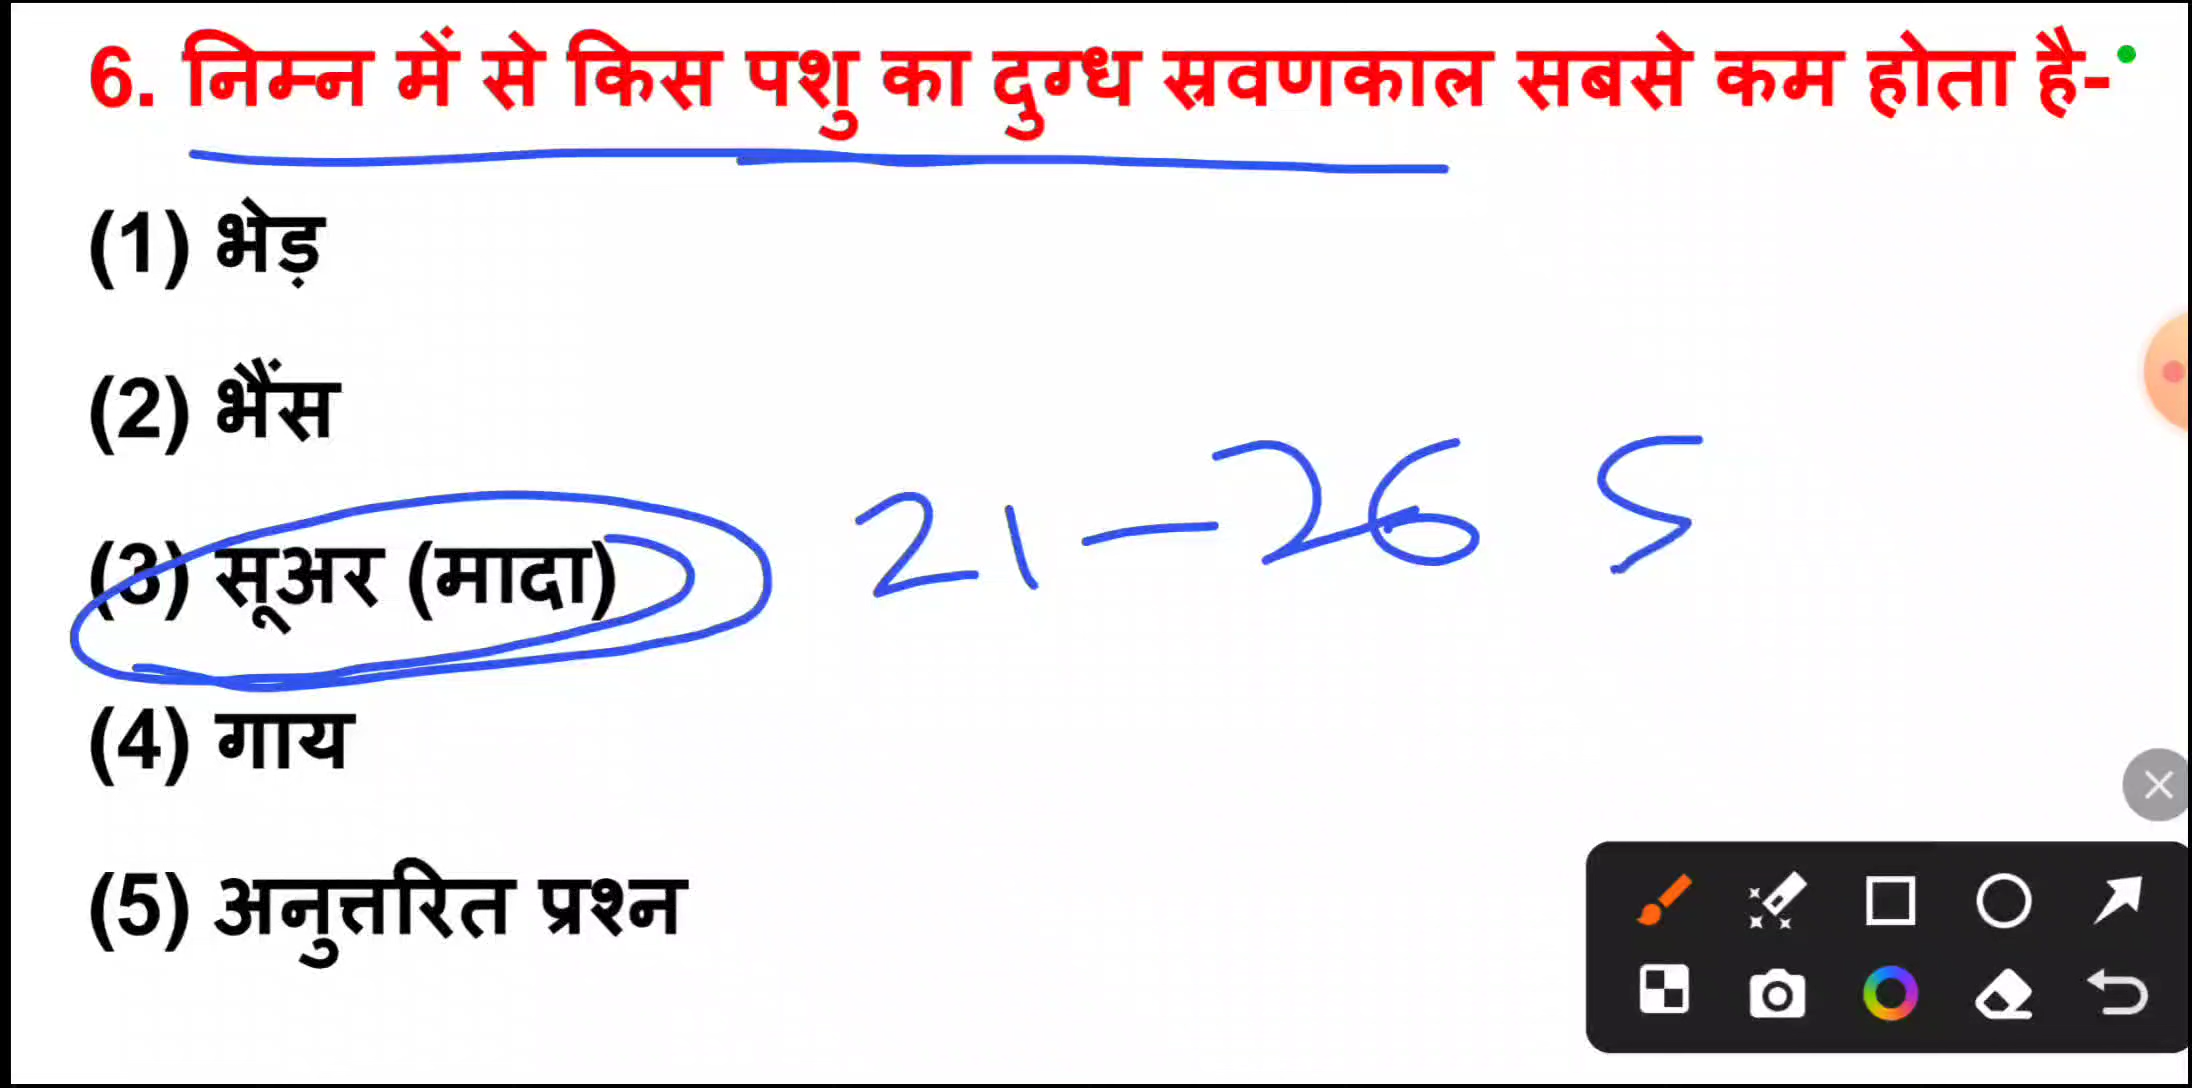 6. निम्न में से किस पशु का दुग्ध स्रवणकाल सबसे कम होता है-
(1) भेड़
(2) भैंस
(3) सूअर (मादा) 21-26 S
(4) गाय
(5) अनुत्तरित प्रश्न